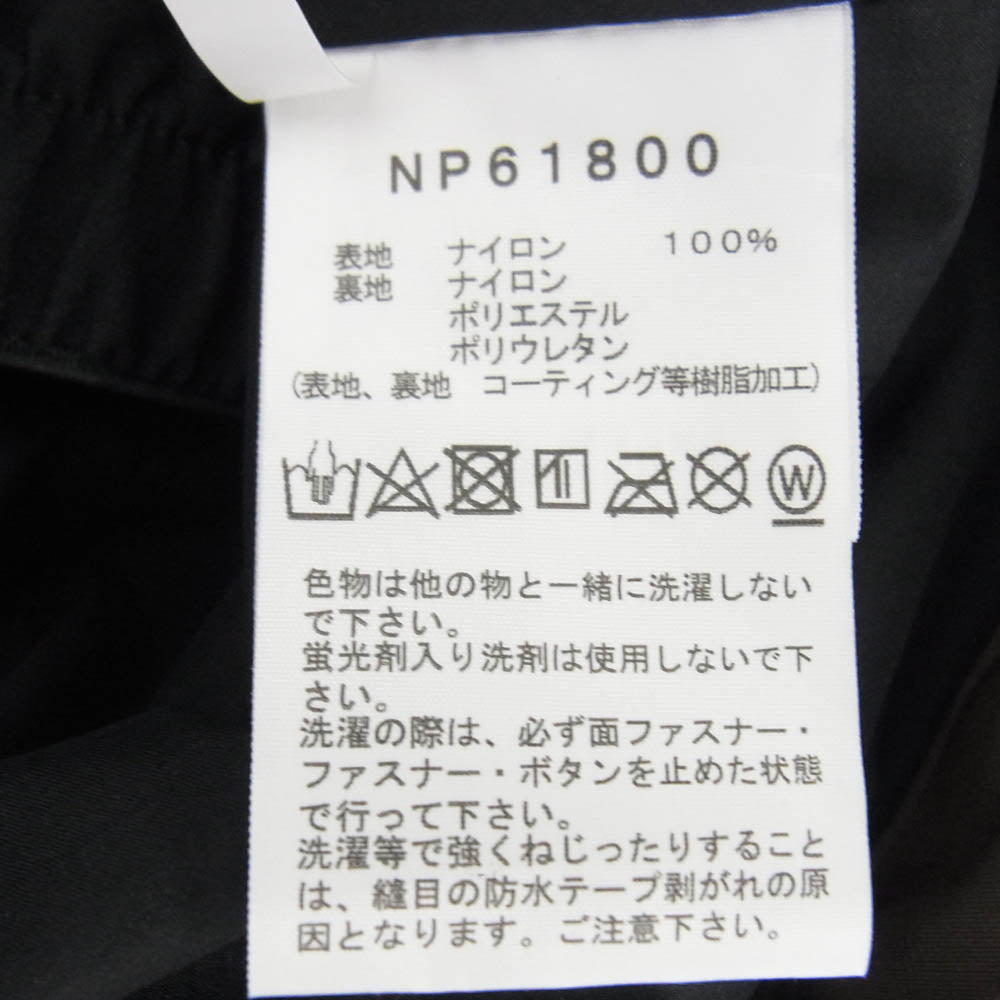 NP61800
表地 ナイロン 100%
裏地 ナイロン
ポリエステル
ポリウレタン
(表地、裏地 コーティング等樹脂加工)
W
色物は他の物と一緒に洗濯しない
で下さい。
蛍光剤入り洗剤は使用しないで下
さい。
洗濯の際は、必ず面ファスナー・
ファスナー・ボタンを止めた状態
で行って下さい。
洗濯等で強くねじったりすること
は、縫目の防水テープ剥がれの原
因となります。ご注意下さい。